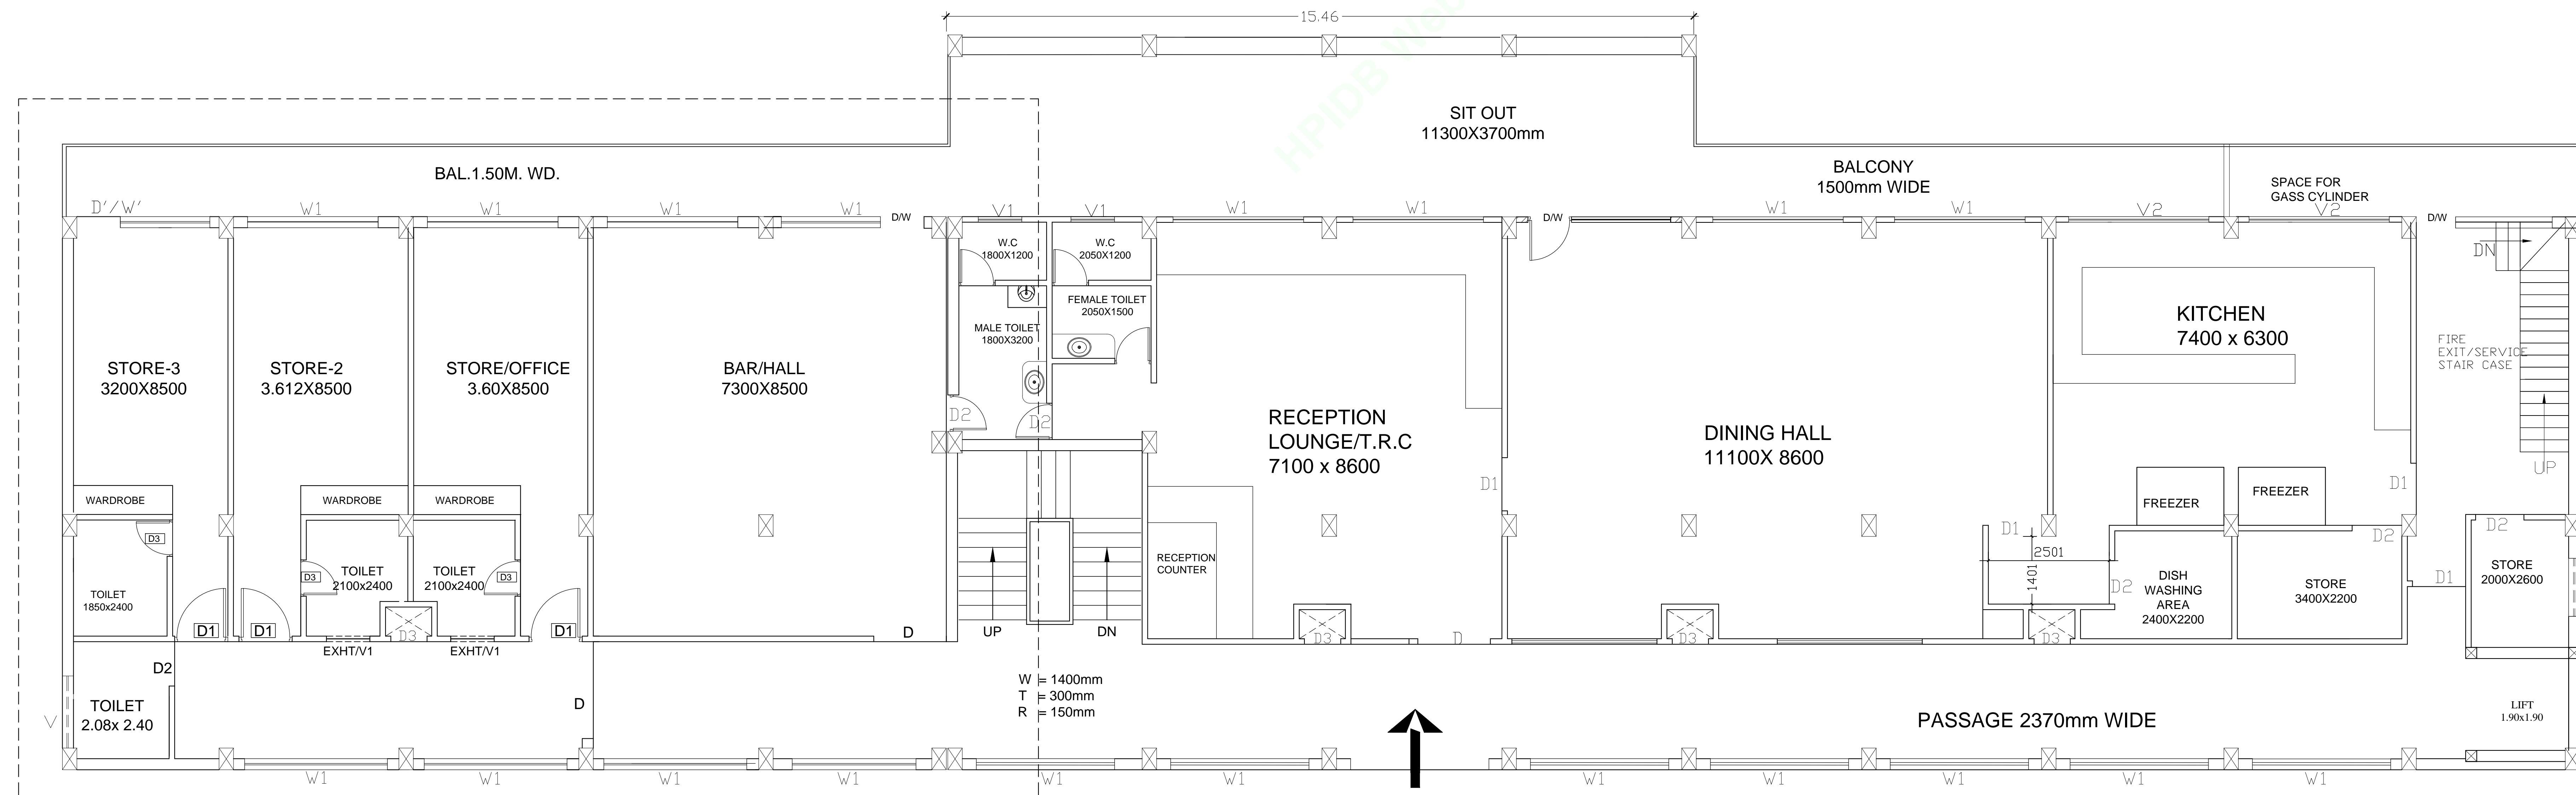 15.46
HPIDB Web
SIT OUT
11300X3700mm
BAL.1.50M. WD.
BALCONY
1500mm WIDE
SPACE FOR
GASS CYLINDER
D'/W'
W1
W1
W1
W1
D/W
V1
V1
W1
W1
D/W
W1
W1
V2
V2
D/W
W.C
1800X1200
W.C
2050X1200
DN
FEMALE TOILET
2050X1500
MALE TOILET
1800X3200
KITCHEN
7400 x 6300
FIRE
EXIT/SERVICE
STAIR CASE
STORE-3
3200X8500
STORE-2
3.612X8500
STORE/OFFICE
3.60X8500
BAR/HALL
7300X8500
D2
D2
RECEPTION
LOUNGE/T.R.C
7100 x 8600
DINING HALL
11100X 8600
D1
D1
UP
WARDROBE
WARDROBE
WARDROBE
FREEZER
FREEZER
D3
D1
D2
D2
RECEPTION
COUNTER
2501
1401
TOILET
1850x2400
D3
TOILET
2100x2400
TOILET
2100x2400
D3
DISH
WASHING
AREA
2400X2200
D2
STORE
3400X2200
D1
STORE
2000X2600
D1
D1
D3
D1
D
UP
DN
D3
D
D3
D3
EXHT/V1
EXHT/V1
D2
TOILET
2.08x 2.40
V
D
W = 1400mm
T = 300mm
R = 150mm
PASSAGE 2370mm WIDE
LIFT
1.90x1.90
W1
W1
W1
W1
W1
W1
W1
W1
W1
W1
W1